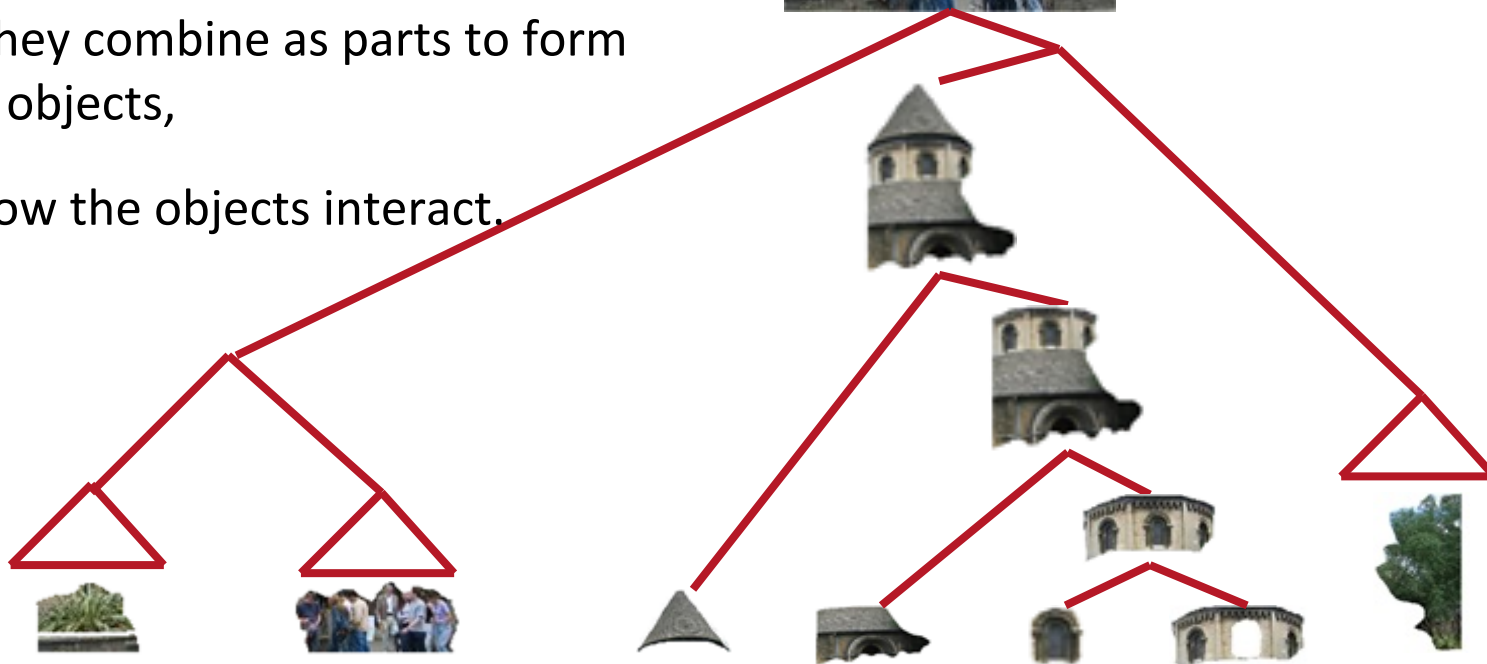 hey combine as parts to form
objects,
ow the objects interact.